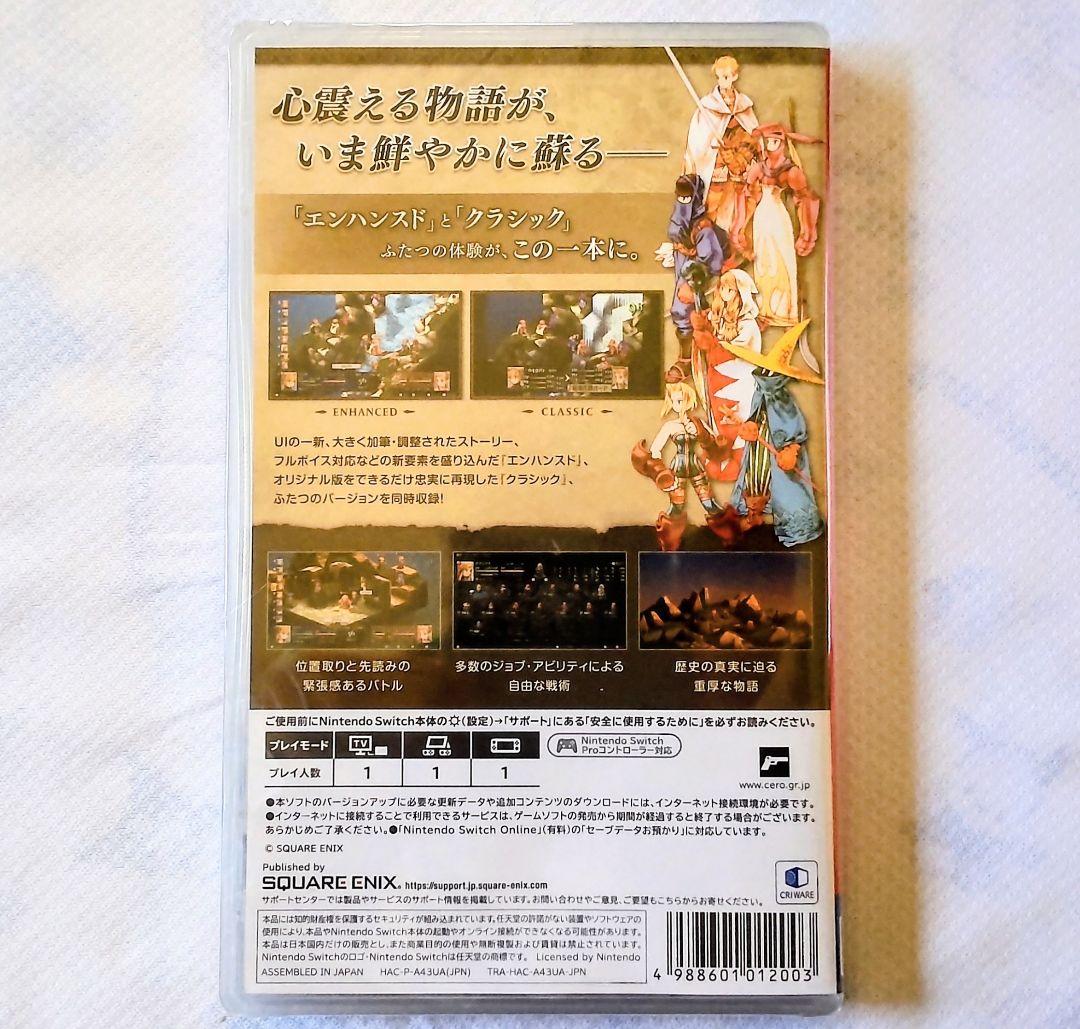 心震える物語が、
いま鮮やかに蘇る——
「エンハンスド」と「クラシック」
ふたつの体験が、この一本に。
ENHANCED
CLASSIC
UIの一新、大きく加筆・調整されたストーリー、
フルボイス対応などの新要素を盛り込んだ『エンハンスド』、
オリジナル版をできるだけ忠実に再現した『クラシック』、
ふたつのバージョンを同時収録!
位置取りと先読みの
緊張感あるバトル
多数のジョブ・アビリティによる
自由な戦術
歴史の真実に迫る
重厚な物語
ご使用前にNintendo Switch本体の(設定)→「サポート」にある「安全に使用するために」を必ずお読みください。
プレイモード TV
プレイ人数 1 1 1
Nintendo Switch
Proコントローラー対応
www.cero.gr.jp
●本ソフトのバージョンアップに必要な更新データや追加コンテンツのダウンロードには、インターネット接続環境が必要です。
●インターネットに接続することで利用できるサービスは、ゲームソフトの発売から期間が経過すると終了する場合がございます。
あらかじめご了承ください。●「Nintendo Switch Online」(有料)の「セーブデータお預かり」に対応しています。
© SQUARE ENIX
Published by
SQUARE ENIX. https://support.jp.square-enix.com
サポートセンターでは製品やサービスのサポート情報を掲載しています。お問い合わせやご意見、ご要望もこちらからお寄せください。
CRIWARE
本品には知的財産権を保護するセキュリティが組み込まれています。任天堂の許諾がない装置やソフトウェアの
使用により、本品やNintendo Switch本体の起動やオンライン接続ができなくなる可能性があります。
本品は日本国内だけの販売とし、また商業目的の使用や無断複製および賃貸は禁止されています。
Nintendo Switchのロゴ・Nintendo Switchは任天堂の商標です。 Licensed by Nintendo
ASSEMBLED IN JAPAN HAC-P-A43UA(JPN) TRA-HAC-A43UA-JPN
4 988601 012003